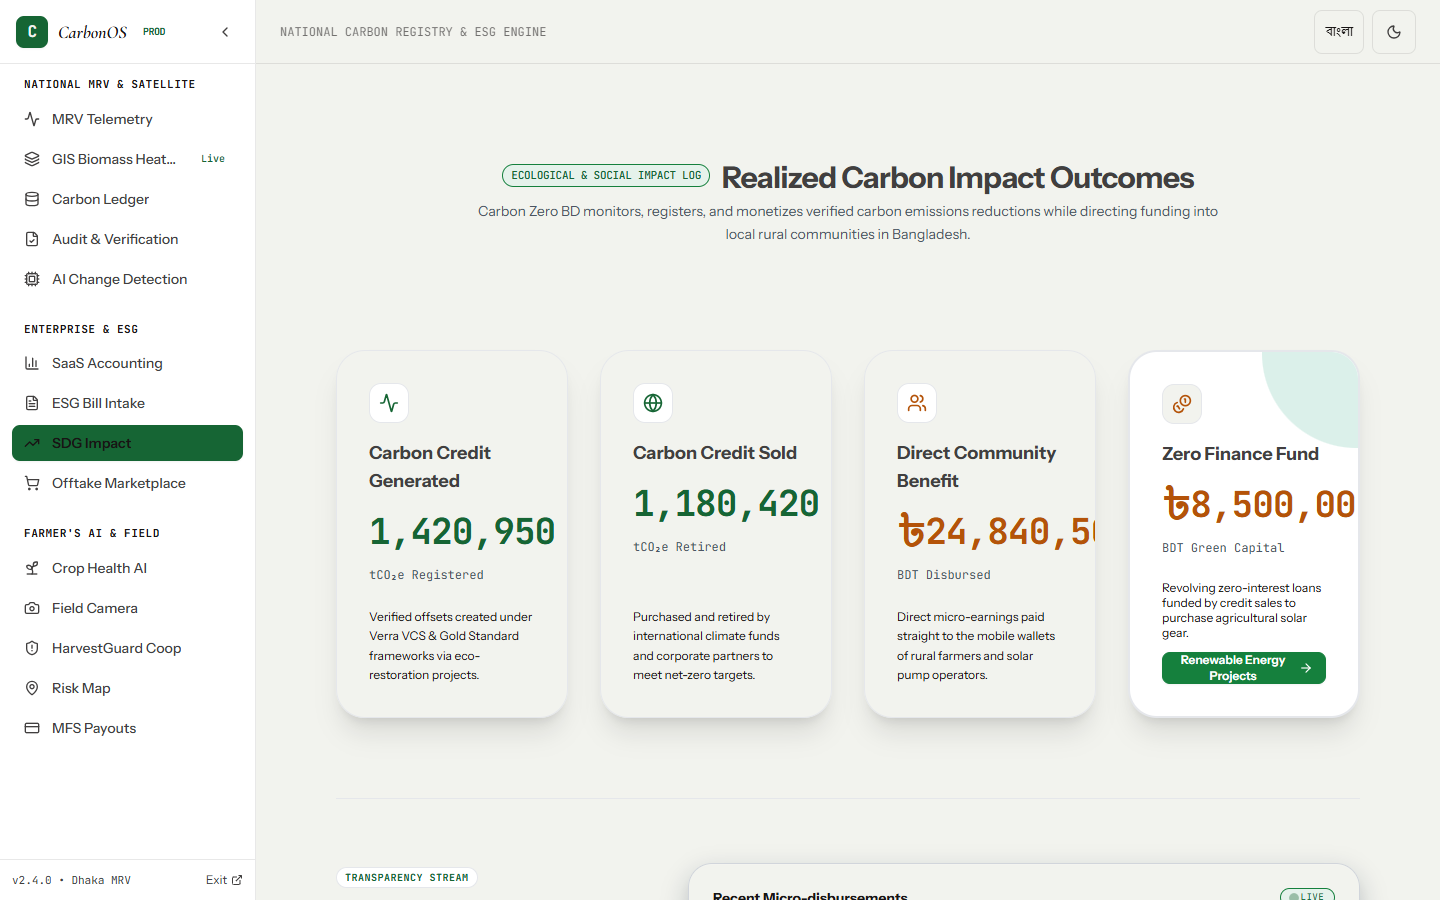 C CarbonOS PROD
NATIONAL CARBON REGISTRY & ESG ENGINE
বাংলা
NATIONAL MRV & SATELLITE
MRV Telemetry
GIS Biomass Heat... Live
Carbon Ledger
Audit & Verification
AI Change Detection
ENTERPRISE & ESG
SaaS Accounting
ESG Bill Intake
SDG Impact
Offtake Marketplace
FARMER'S AI & FIELD
Crop Health AI
Field Camera
HarvestGuard Coop
Risk Map
MFS Payouts
v2.4.0 • Dhaka MRV
Exit
ECOLOGICAL & SOCIAL IMPACT LOG
Realized Carbon Impact Outcomes
Carbon Zero BD monitors, registers, and monetizes verified carbon emissions reductions while directing funding into
local rural communities in Bangladesh.
Carbon Credit
Generated
1,420,950
tCO₂e Registered
Verified offsets created under
Verra VCS & Gold Standard
frameworks via eco-
restoration projects.
Carbon Credit Sold
1,180,420
tCO₂e Retired
Purchased and retired by
international climate funds
and corporate partners to
meet net-zero targets.
Direct Community
Benefit
৳24,840,5
BDT Disbursed
Direct micro-earnings paid
straight to the mobile wallets
of rural farmers and solar
pump operators.
Zero Finance Fund
৳8,500,00
BDT Green Capital
Revolving zero-interest loans
funded by credit sales to
purchase agricultural solar
gear.
Renewable Energy
Projects
TRANSPARENCY STREAM
Recent Micro-disbursements
LIVE